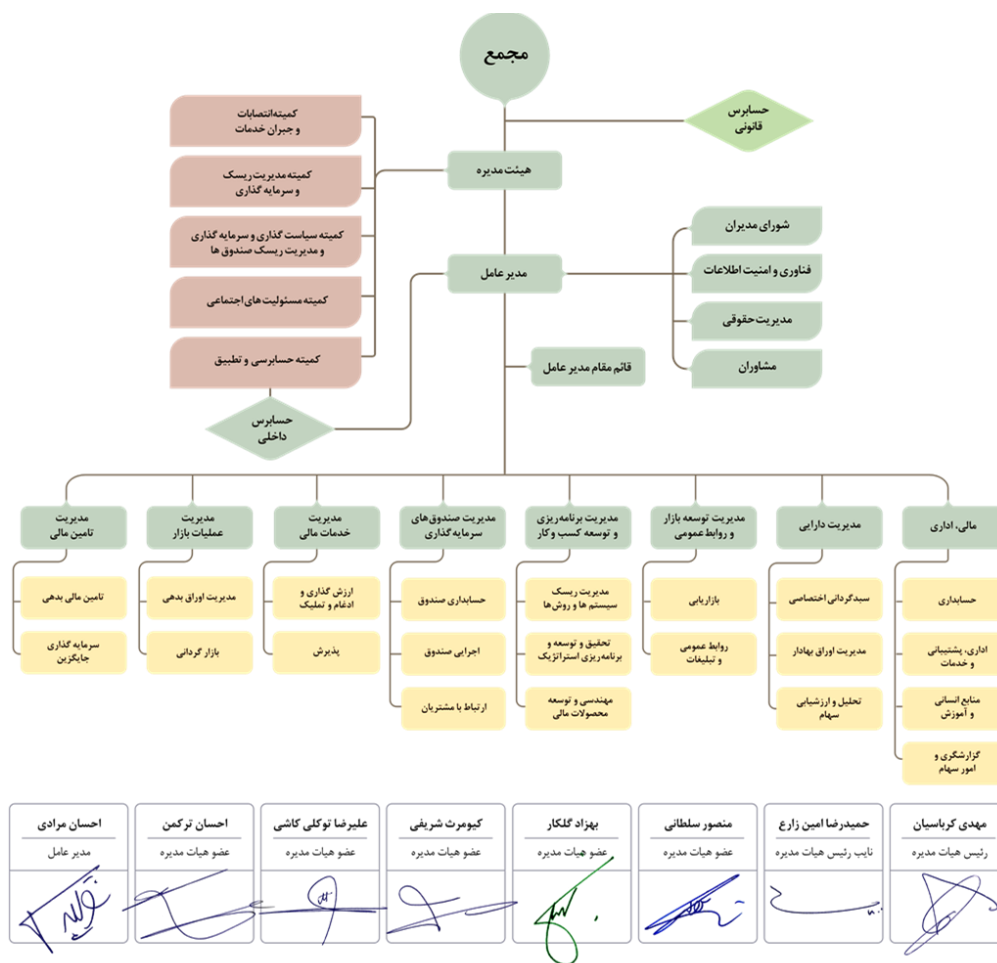 مجمع
حسابرس
قانونی
کمیته انتصابات
و جبران خدمات
هیئت مدیره
کمیته مدیریت ریسک
و سرمایه گذاری
شورای مدیران
کمیته سیاست گذاری و سرمایه گذاری
و مدیریت ریسک صندوق ها
مدیر عامل
فناوری و امنیت اطلاعات
کمیته مسئولیت های اجتماعی
مدیریت حقوقی
کمیته حسابرسی و تطبیق
قائم مقام مدیر عامل
مشاوران
حسابرس
داخلی
مالی، اداری
حسابداری
اداری، پشتیبانی
و خدمات
منابع انسانی
و آموزش
گزارشگری و
امور سهام
مدیریت دارایی
سبدگردانی اختصاصی
مدیریت اوراق بهادار
تحلیل و ارزشیابی
سهام
مدیریت توسعه بازار
و روابط عمومی
بازاریابی
روابط عمومی
و تبلیغات
مدیریت برنامه‌ریزی
و توسعه کسب و کار
مدیریت ریسک
سیستم ها و روش‌ها
تحقیق و توسعه و
برنامه‌ریزی استراتژیک
مهندسی و توسعه
محصولات مالی
مدیریت صندوق‌های
سرمایه گذاری
حسابداری صندوق
اجرایی صندوق
ارتباط با مشتریان
مدیریت
خدمات مالی
ارزش گذاری و
ادغام و تملیک
پذیرش
مدیریت
عملیات بازار
مدیریت اوراق بدهی
بازار گردانی
مدیریت
تامین مالی
تامین مالی بدهی
سرمایه گذاری
جایگزین
مهدی کرباسیان
رئیس هیات مدیره
حمیدرضا امین زارع
نایب رئیس هیات مدیره
منصور سلطانی
عضو هیات مدیره
بهزاد گلکار
عضو هیات مدیره
کیومرث شریفی
عضو هیات مدیره
علیرضا توکلی کاشی
عضو هیات مدیره
احسان ترکمن
عضو هیات مدیره
احسان مرادی
مدیر عامل